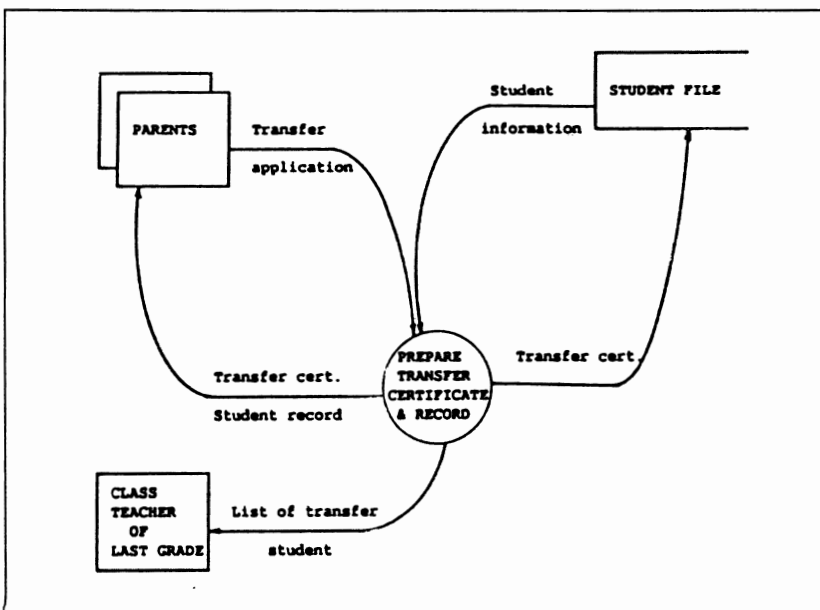 PARENTS
Transfer
application
Student
information
STUDENT FILE
Transfer cert.
Student record
PREPARE
TRANSFER
CERTIFICATE
& RECORD
Transfer cert.
CLASS
TEACHER
OF
LAST GRADE
List of transfer
student